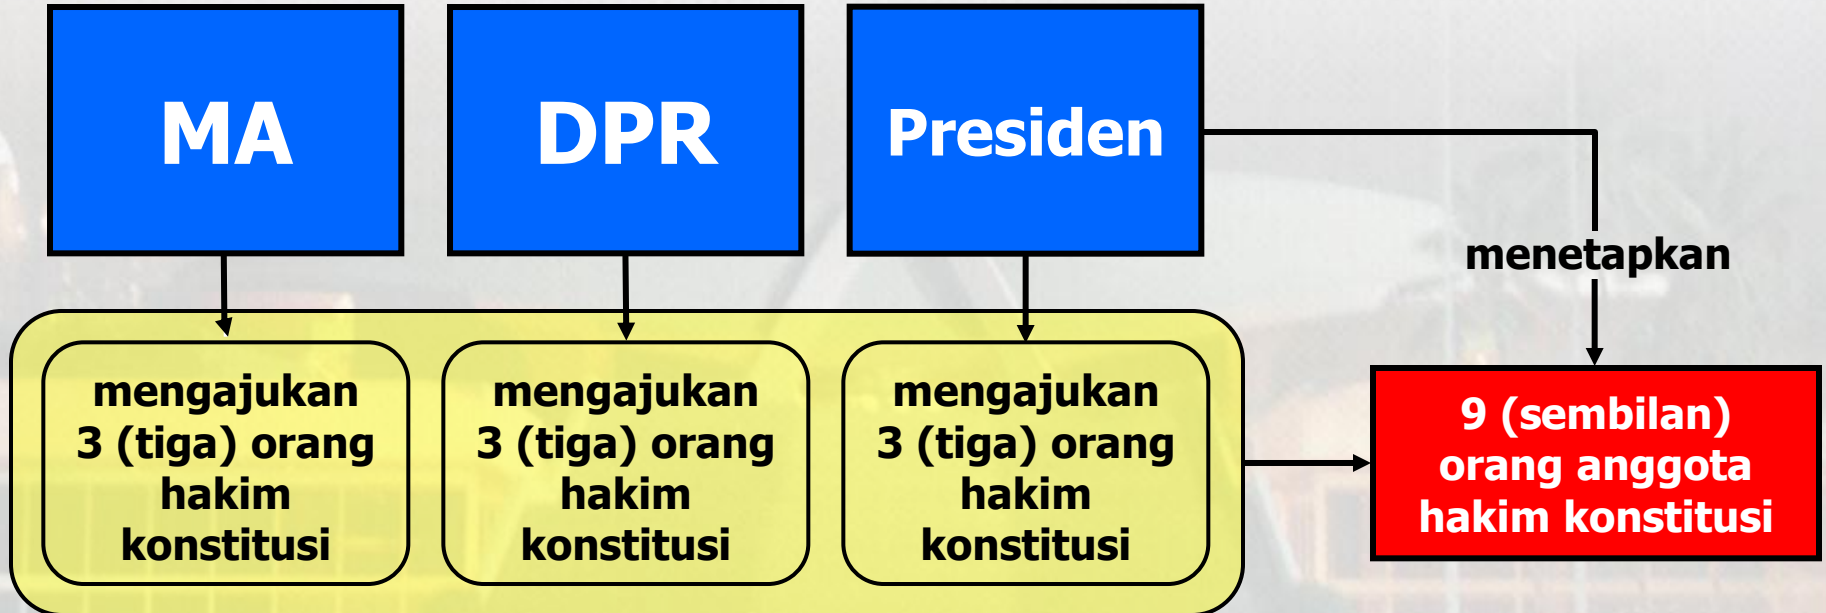 MA
DPR
Presiden
menetapkan
mengajukan
3 (tiga) orang
hakim
konstitusi
mengajukan
3 (tiga) orang
hakim
konstitusi
mengajukan
3 (tiga) orang
hakim
konstitusi
9 (sembilan)
orang anggota
hakim konstitusi